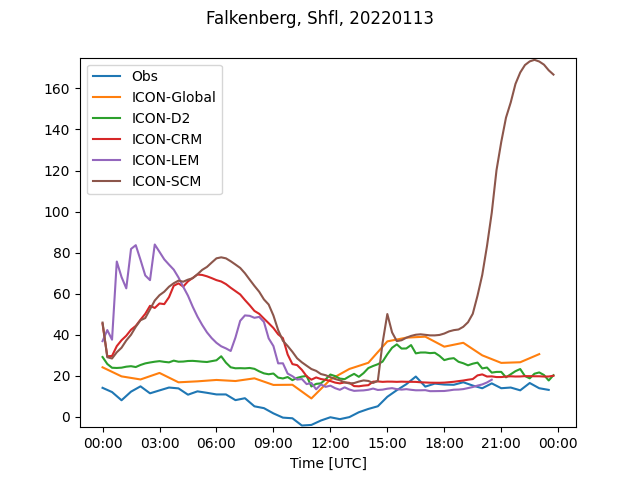 Falkenberg, Shfl, 20220113
160
140
120
100
80
60
40
20
0
Obs
ICON-Global
ICON-D2
ICON-CRM
ICON-LEM
ICON-SCM
00:00 03:00 06:00 09:00 12:00 15:00 18:00 21:00 00:00
Time [UTC]